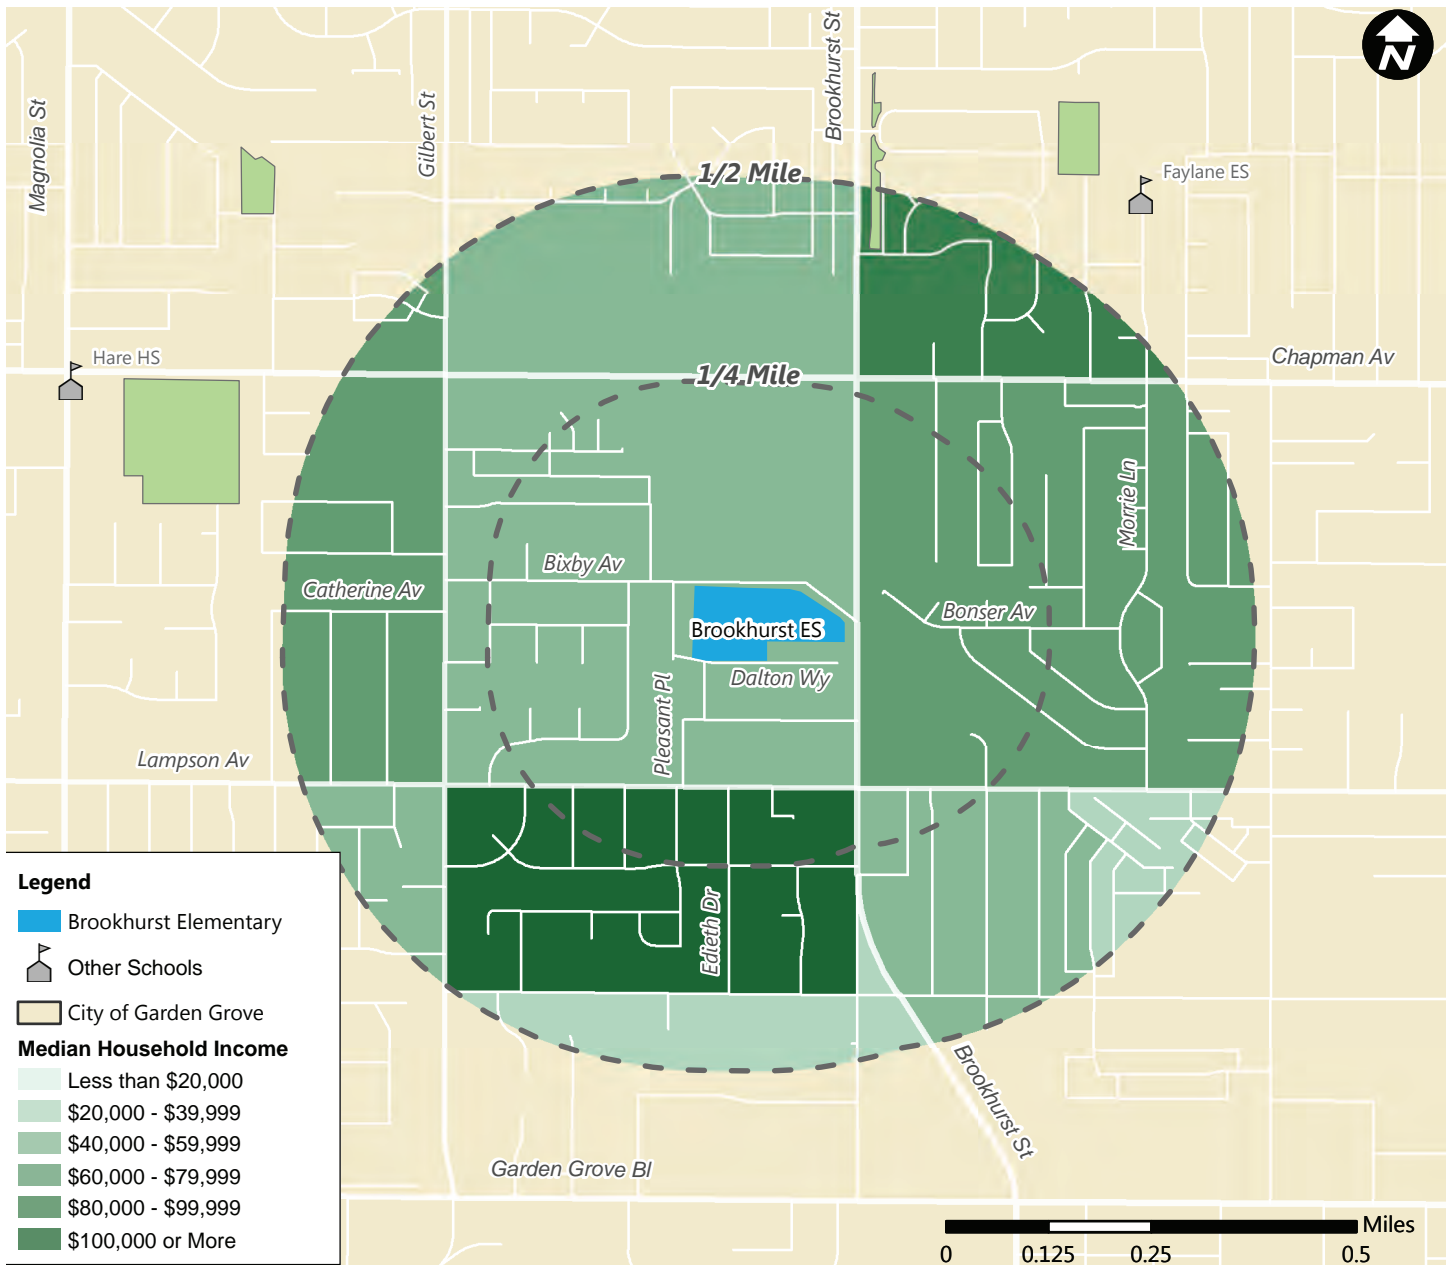 Magnolia St
Gilbert St
Brookhurst St
N
1/2 Mile
Faylane ES
Hare HS
1/4 Mile
Chapman Av
Morrie Ln
Bixby Av
Catherine Av
Bonser Av
Brookhurst ES
Dalton Wy
Pleasant Pl
Lampson Av
Edieth Dr
Brookhurst St
Garden Grove Bl
Legend
Brookhurst Elementary
Other Schools
City of Garden Grove
Median Household Income
Less than $20,000
$20,000 - $39,999
$40,000 - $59,999
$60,000 - $79,999
$80,000 - $99,999
$100,000 or More
Miles
0 0.125 0.25 0.5